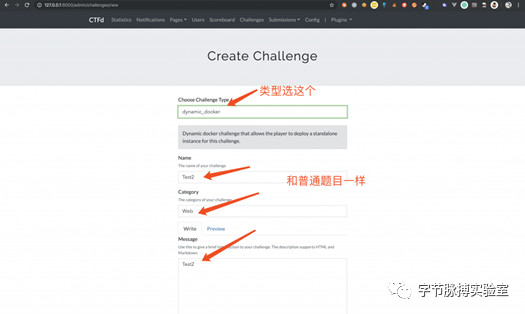 127.0.0.1:8000/admin/challenges/new
CTFd Statistics Notifications Pages Users Scoreboard Challenges Submissions Config | Plugins
Create Challenge
类型选这个
Choose Challenge Type
dynamic_docker
Dynamic docker challenge that allows the player to deploy a standalone
instance for this challenge.
Name
The name of your challenge
Test2
和普通题目一样
Category
The category of your challenge
Web
Write Preview
Message
Use this to give a brief introduction to your challenge. The description supports HTML and
Markdown.
Test2
字节脉搏实验室